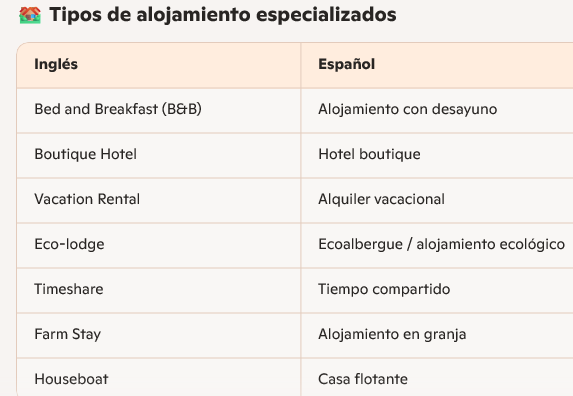 Tipos de alojamiento especializados
Inglés Español
Bed and Breakfast (B&B) Alojamiento con desayuno
Boutique Hotel Hotel boutique
Vacation Rental Alquiler vacacional
Eco-lodge Ecoalbergue / alojamiento ecológico
Timeshare Tiempo compartido
Farm Stay Alojamiento en granja
Houseboat Casa flotante